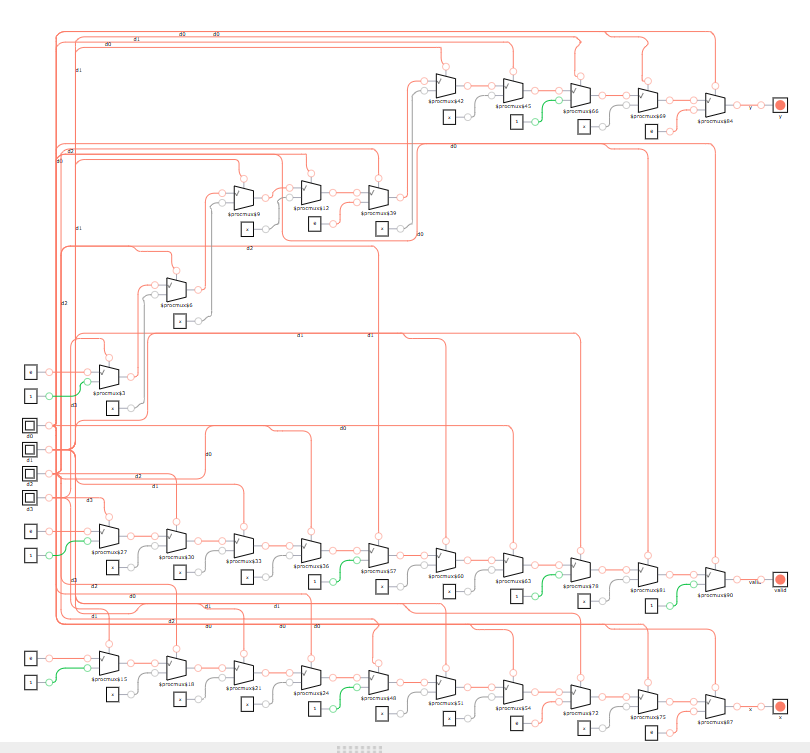 d0 d0
d1
d0
d1
$procmux$42
$procmux$45
$procmux$66
$procmux$69
$procmux$84
y
y
x
1
x
0
d0
d2
d0
$procmux$9
$procmux$12
$procmux$39
x
0
x
d1
d0
d2
$procmux$6
x
d3
d1 d1
0
1
$procmux$3
x
d3
d0
d0
d1
d2
d3
d0
d0
d2
d1
d3
0
1
$procmux$27
$procmux$30
$procmux$33
$procmux$36
$procmux$57
$procmux$60
$procmux$63
$procmux$78
$procmux$81
$procmux$90
valid
valid
x
x
x
1
x
x
1
x
1
d3
d2
d0
d1 d1
d1
d2
d0 d0 d0
0
1
$procmux$15
$procmux$18
$procmux$21
$procmux$24
$procmux$48
$procmux$51
$procmux$54
$procmux$72
$procmux$75
$procmux$87
x
x
x
x
x
1
x
x
0
x
0